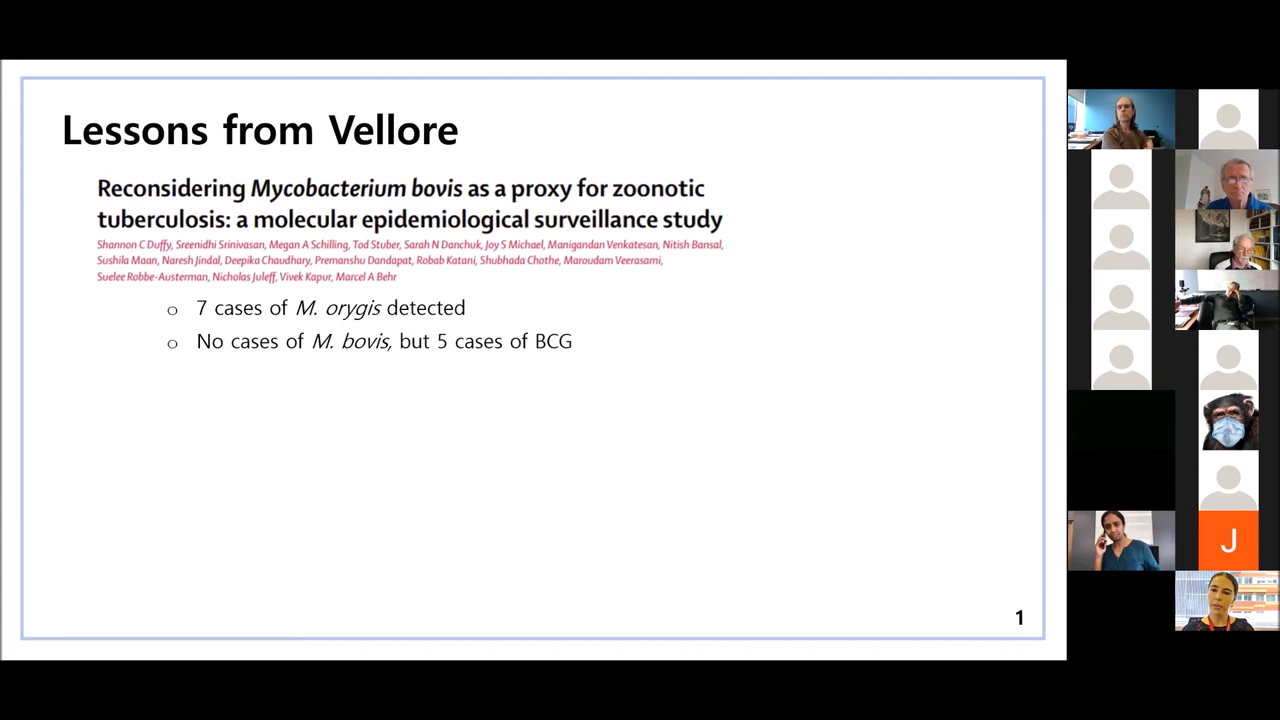 Lessons from Vellore
Reconsidering Mycobacterium bovis as a proxy for zoonotic
tuberculosis: a molecular epidemiological surveillance study
Shannon C Duffy, Sreenidhi Srinivasan, Megan A Schilling, Tod Stuber, Sarah N Danchuk, Joy S Michael, Manigandan Venkatesan, Nitish Bansal,
Sushila Maan, Naresh Jindal, Deepika Chaudhary, Premanshu Dandapat, Robab Katani, Shubhada Chothe, Maroudam Veerasami,
Suelee Robbe-Austerman, Nicholas Juleff, Vivek Kapur, Marcel A Behr
o 7 cases of M. orygis detected
o No cases of M. bovis, but 5 cases of BCG
1
J